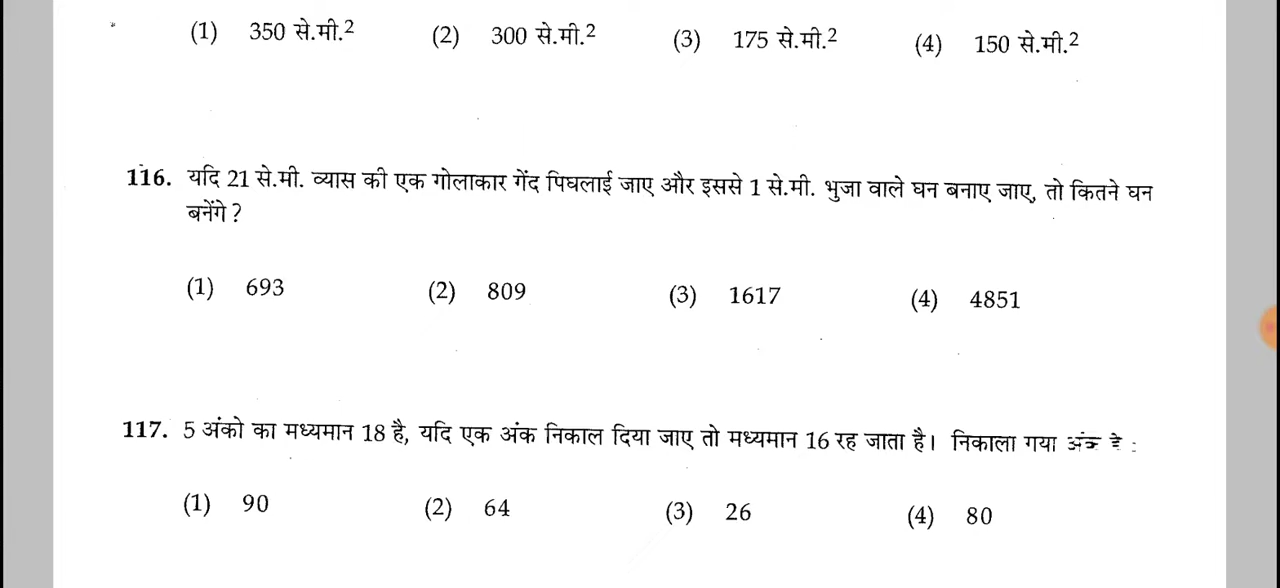 (1) 350 से.मी.² (2) 300 से.मी.² (3) 175 से.मी.² (4) 150 से.मी.²
116. यदि 21 से.मी. व्यास की एक गोलाकार गेंद पिघलाई जाए और इससे 1 से.मी. भुजा वाले घन बनाए जाए, तो कितने घन
बनेंगे ?
(1) 693 (2) 809 (3) 1617 (4) 4851
117. 5 अंको का मध्यमान 18 है, यदि एक अंक निकाल दिया जाए तो मध्यमान 16 रह जाता है। निकाला गया अंक है :
(1) 90 (2) 64 (3) 26 (4) 80